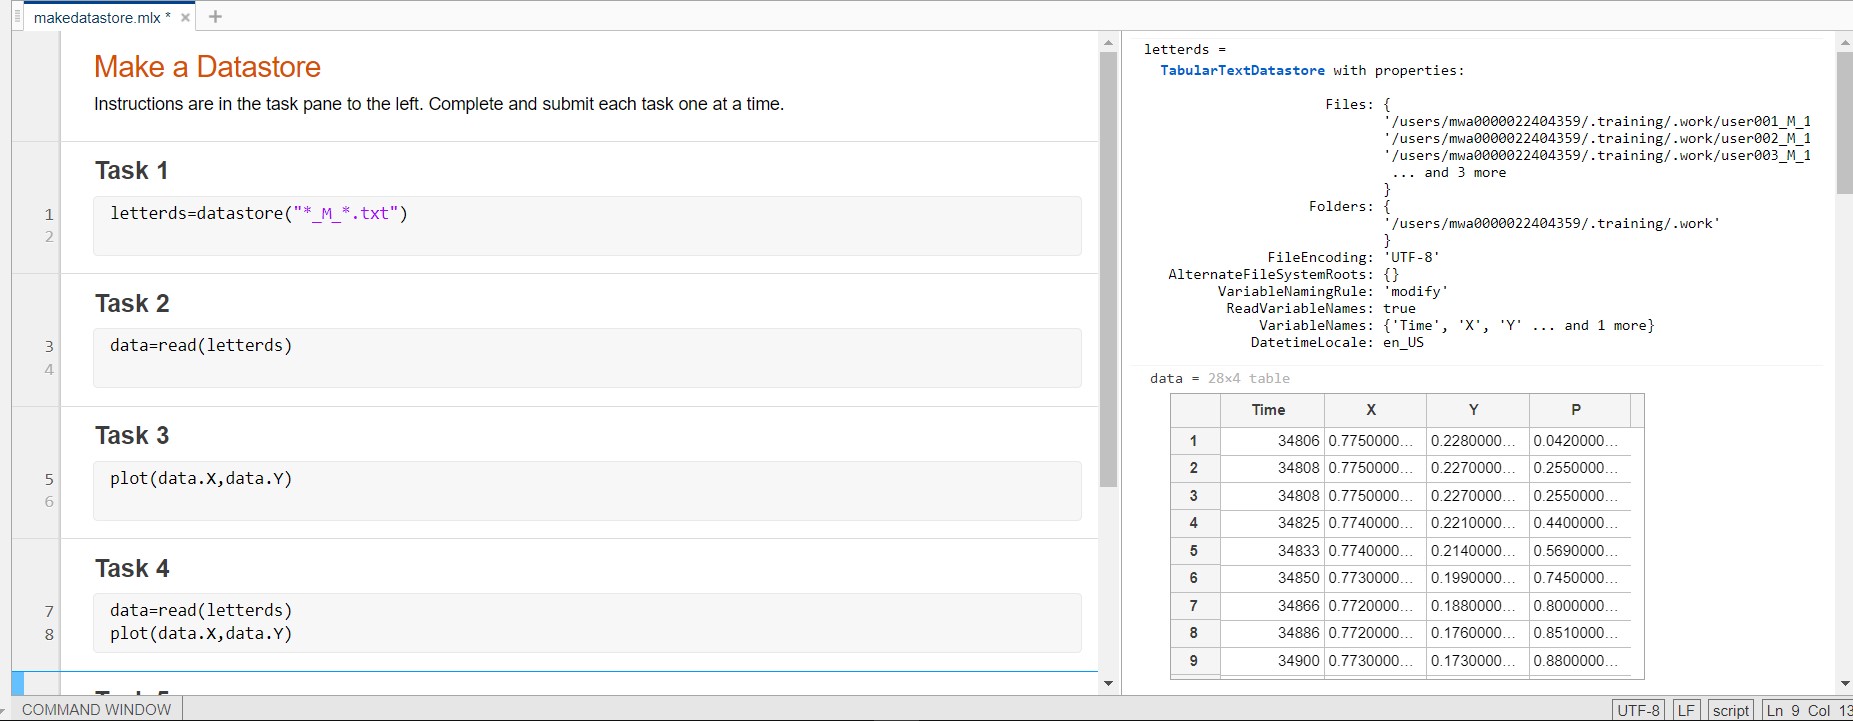 makedatastore.mlx * × +
Make a Datastore
Instructions are in the task pane to the left. Complete and submit each task one at a time.
Task 1
1 letterds=datastore("*_M_*.txt")
2
Task 2
3 data=read(letterds)
4
Task 3
5 plot(data.X,data.Y)
6
Task 4
7 data=read(letterds)
8 plot(data.X,data.Y)
letterds =
TabularTextDatastore with properties:
Files: {
'/users/mwa0000022404359/.training/.work/user001_M_1
'/users/mwa0000022404359/.training/.work/user002_M_1
'/users/mwa0000022404359/.training/.work/user003_M_1
... and 3 more
}
Folders: {
'/users/mwa0000022404359/.training/.work'
}
FileEncoding: 'UTF-8'
AlternateFileSystemRoots: {}
VariableNamingRule: 'modify'
ReadVariableNames: true
VariableNames: {'Time', 'X', 'Y' ... and 1 more}
DatetimeLocale: en_US
data = 28×4 table
Time X Y P
1 34806 0.7750000... 0.2280000... 0.0420000...
2 34808 0.7750000... 0.2270000... 0.2550000...
3 34808 0.7750000... 0.2270000... 0.2550000...
4 34825 0.7740000... 0.2210000... 0.4400000...
5 34833 0.7740000... 0.2140000... 0.5690000...
6 34850 0.7730000... 0.1990000... 0.7450000...
7 34866 0.7720000... 0.1880000... 0.8000000...
8 34886 0.7720000... 0.1760000... 0.8510000...
9 34900 0.7730000... 0.1730000... 0.8800000...
COMMAND WINDOW
UTF-8 LF script Ln 9 Col 13